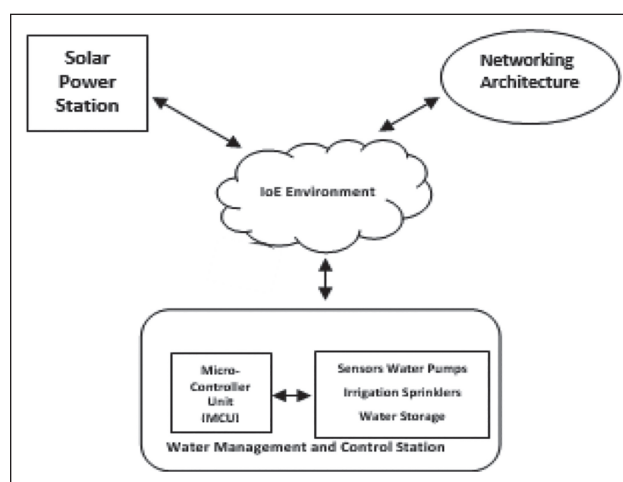 Solar
Power
Station
Networking
Architecture
IoE Environment
Micro-
Controller
Unit
(MCU)
Sensors Water Pumps
Irrigation Sprinklers
Water Storage
Water Management and Control Station